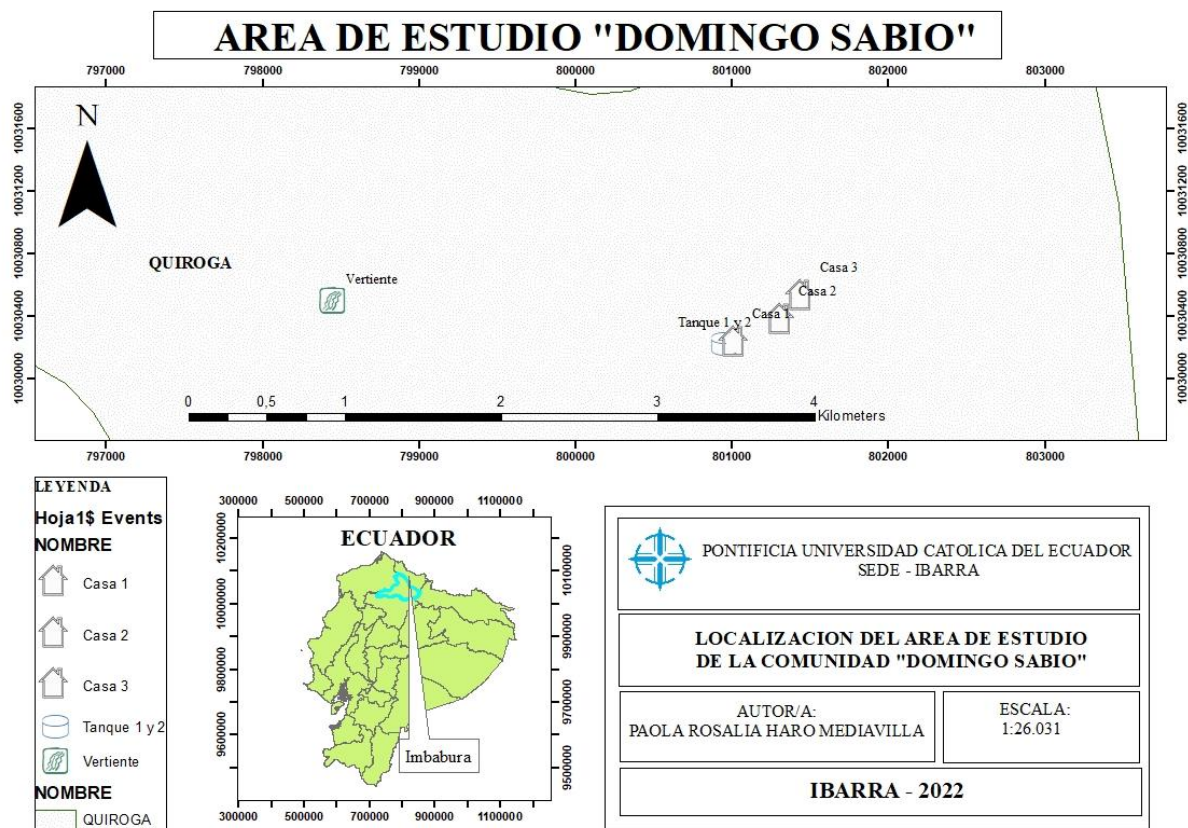 AREA DE ESTUDIO "DOMINGO SABIO"
797000 798000 799000 800000 801000 802000 803000
10031600 10031200 10030800 10030400 10030000
N
QUIROGA
Vertiente
Casa 3
Casa 2
Casa 1
Tanque 1 y 2
0 0,5 1 2 3 4
Kilometers
10031600 10031200 10030800 10030400 10030000
797000 798000 799000 800000 801000 802000 803000
LEYENDA
Hoja1$ Events
NOMBRE
Casa 1
Casa 2
Casa 3
Tanque 1 y 2
Vertiente
NOMBRE
QUIROGA
300000 500000 700000 900000 1100000
10200000 10100000 10000000 9900000 9800000 9700000 9600000 9500000
ECUADOR
Imbabura
300000 500000 700000 900000 1100000
PONTIFICIA UNIVERSIDAD CATOLICA DEL ECUADOR
SEDE - IBARRA
LOCALIZACION DEL AREA DE ESTUDIO
DE LA COMUNIDAD "DOMINGO SABIO"
AUTOR/A:
PAOLA ROSALIA HARO MEDIAVILLA
ESCALA:
1:26.031
IBARRA - 2022